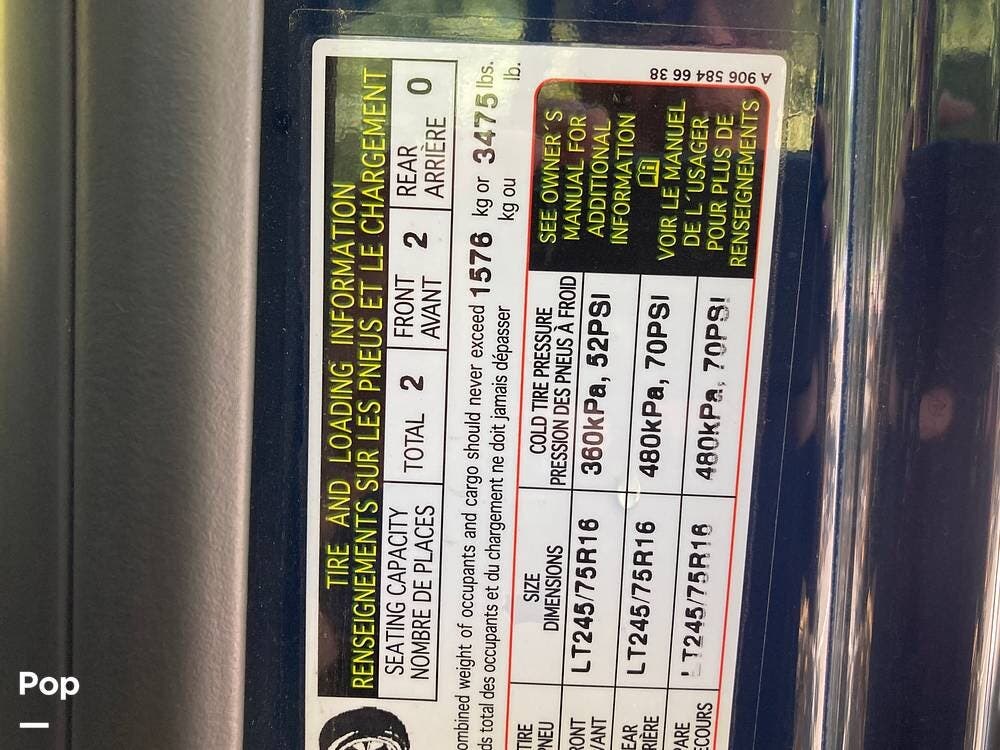 TIRE AND LOADING INFORMATION
RENSEIGNEMENTS SUR LES PNEUS ET LE CHARGEMENT
SEATING CAPACITY
NOMBRE DE PLACES
TOTAL 2
FRONT
AVANT 2
REAR
ARRIÈRE 0
ombined weight of occupants and cargo should never exceed 1576 kg or 3475 lbs.
ds total des occupants et du chargement ne doit jamais dépasser kg ou lb.
TIRE
PNEU
SIZE
DIMENSIONS
COLD TIRE PRESSURE
PRESSION DES PNEUS À FROID
RONT
VANT
LT245/75R16
360kPa, 52PSI
EAR
RIÈRE
LT245/75R16
480kPa, 70PSI
PARE
ECOURS
LT245/75R16
480kPa, 70PSI
SEE OWNER´S
MANUAL FOR
ADDITIONAL
INFORMATION
VOIR LE MANUEL
DE L´USAGER
POUR PLUS DE
RENSEIGNEMENTS
A 906 584 66 38
Pop